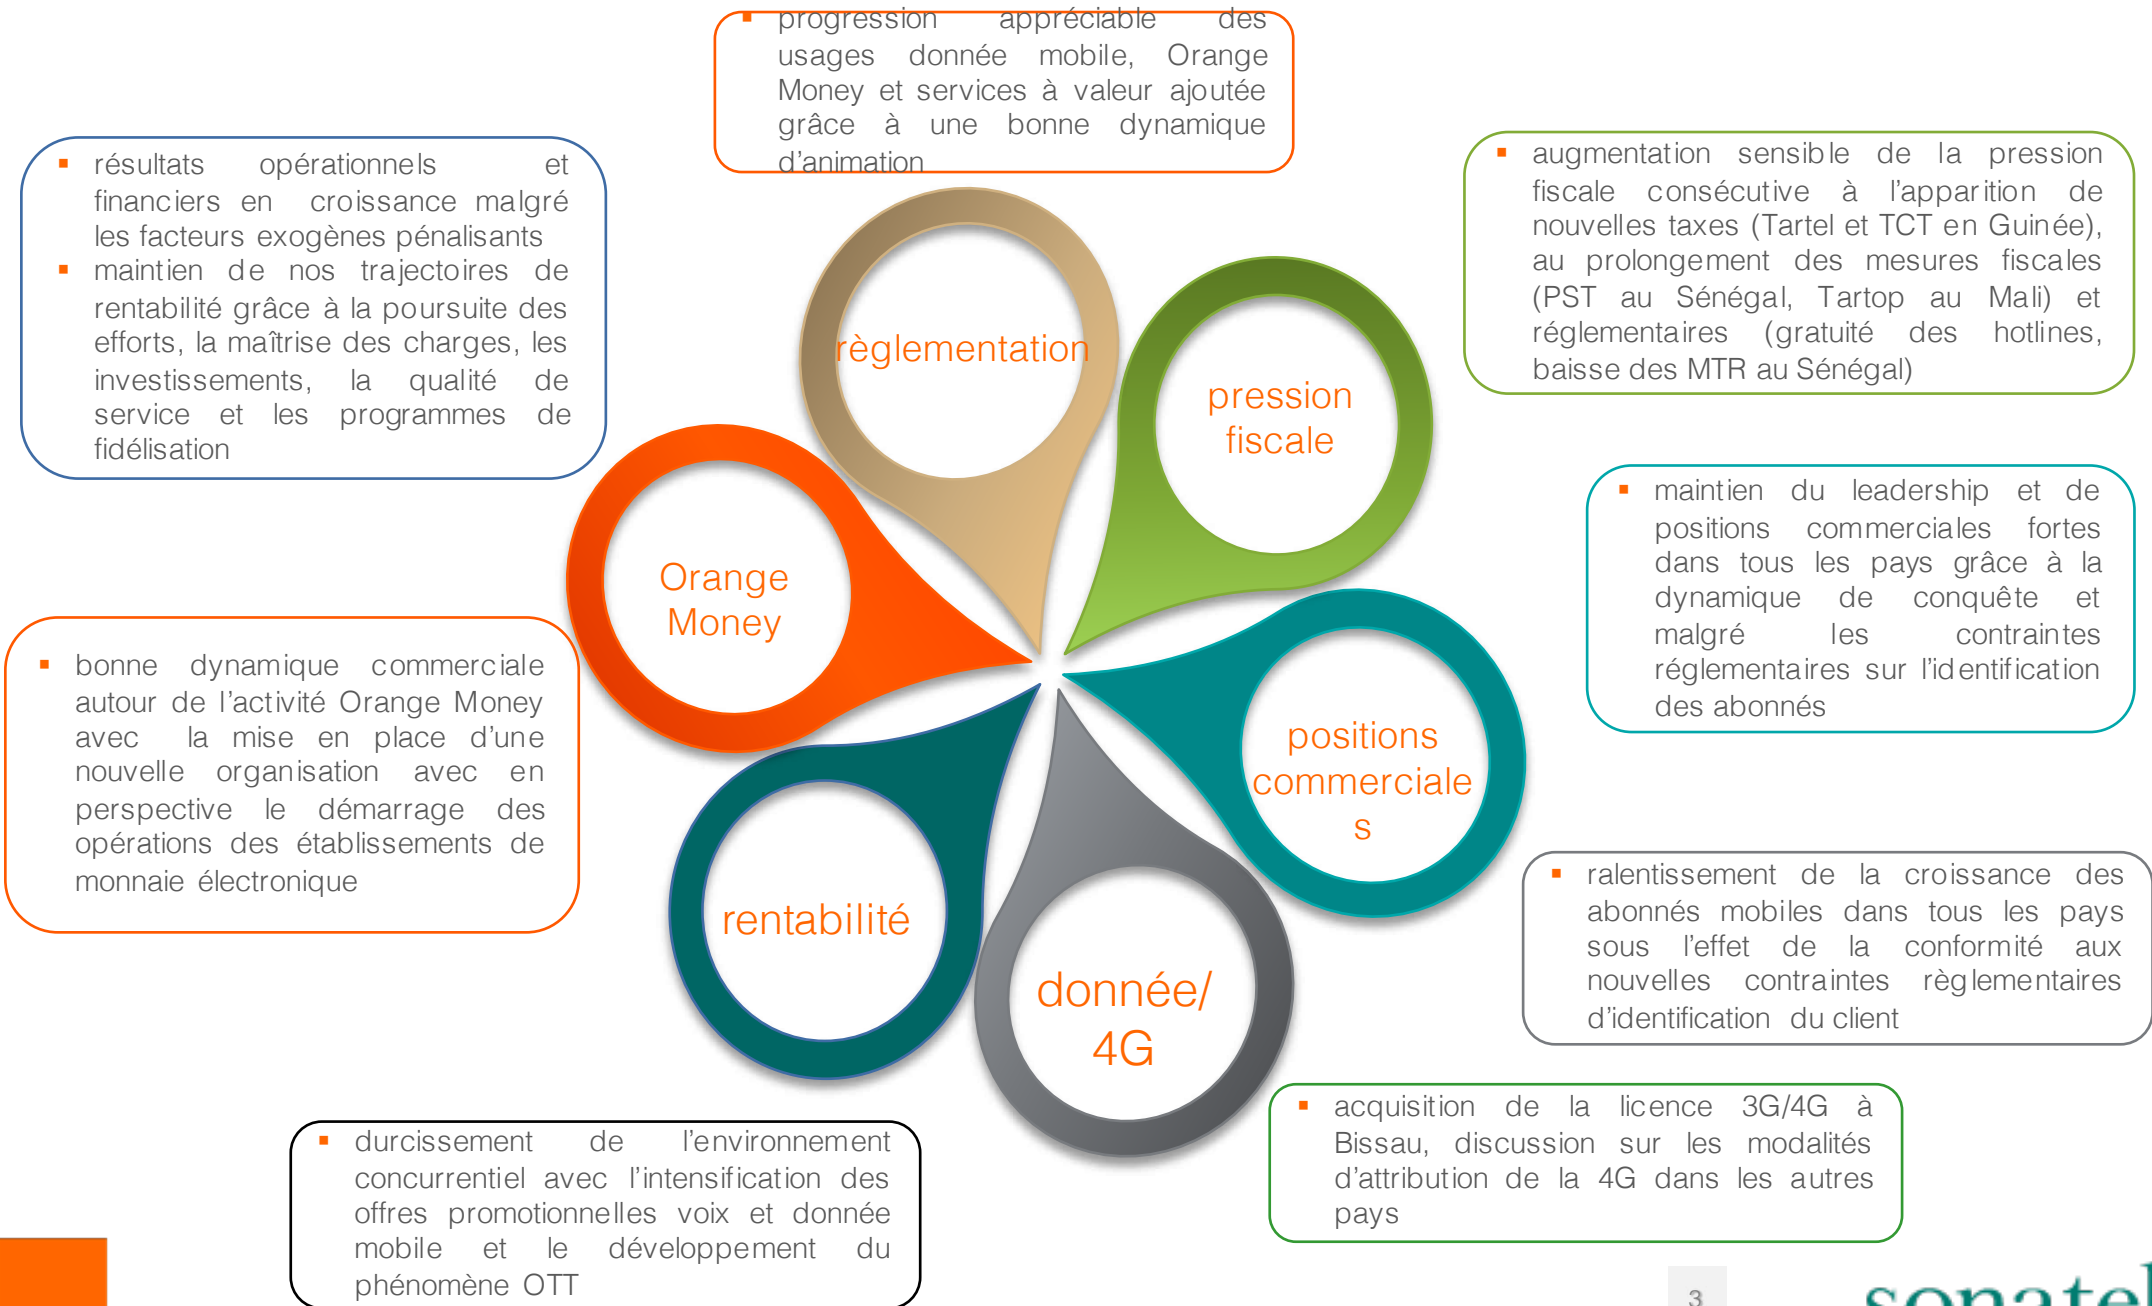 progression appréciable des
usages donnée mobile, Orange
Money et services à valeur ajoutée
grâce à une bonne dynamique
d'animation
résultats opérationnels et
financiers en croissance malgré
les facteurs exogènes pénalisants
maintien de nos trajectoires de
rentabilité grâce à la poursuite des
efforts, la maîtrise des charges, les
investissements, la qualité de
service et les programmes de
fidélisation
augmentation sensible de la pression
fiscale consécutive à l'apparition de
nouvelles taxes (Tartel et TCT en Guinée),
au prolongement des mesures fiscales
(PST au Sénégal, Tartop au Mali) et
réglementaires (gratuité des hotlines,
baisse des MTR au Sénégal)
règlementation
pression
fiscale
maintien du leadership et de
positions commerciales fortes
dans tous les pays grâce à la
dynamique de conquête et
malgré les contraintes
réglementaires sur l'identification
des abonnés
Orange
Money
bonne dynamique commerciale
autour de l'activité Orange Money
avec la mise en place d'une
nouvelle organisation avec en
perspective le démarrage des
opérations des établissements de
monnaie électronique
positions
commerciale
s
rentabilité
donnée/
4G
ralentissement de la croissance des
abonnés mobiles dans tous les pays
sous l'effet de la conformité aux
nouvelles contraintes règlementaires
d'identification du client
acquisition de la licence 3G/4G à
Bissau, discussion sur les modalités
d'attribution de la 4G dans les autres
pays
durcissement de l'environnement
concurrentiel avec l'intensification des
offres promotionnelles voix et donnée
mobile et le développement du
phénomène OTT
3
sonatel